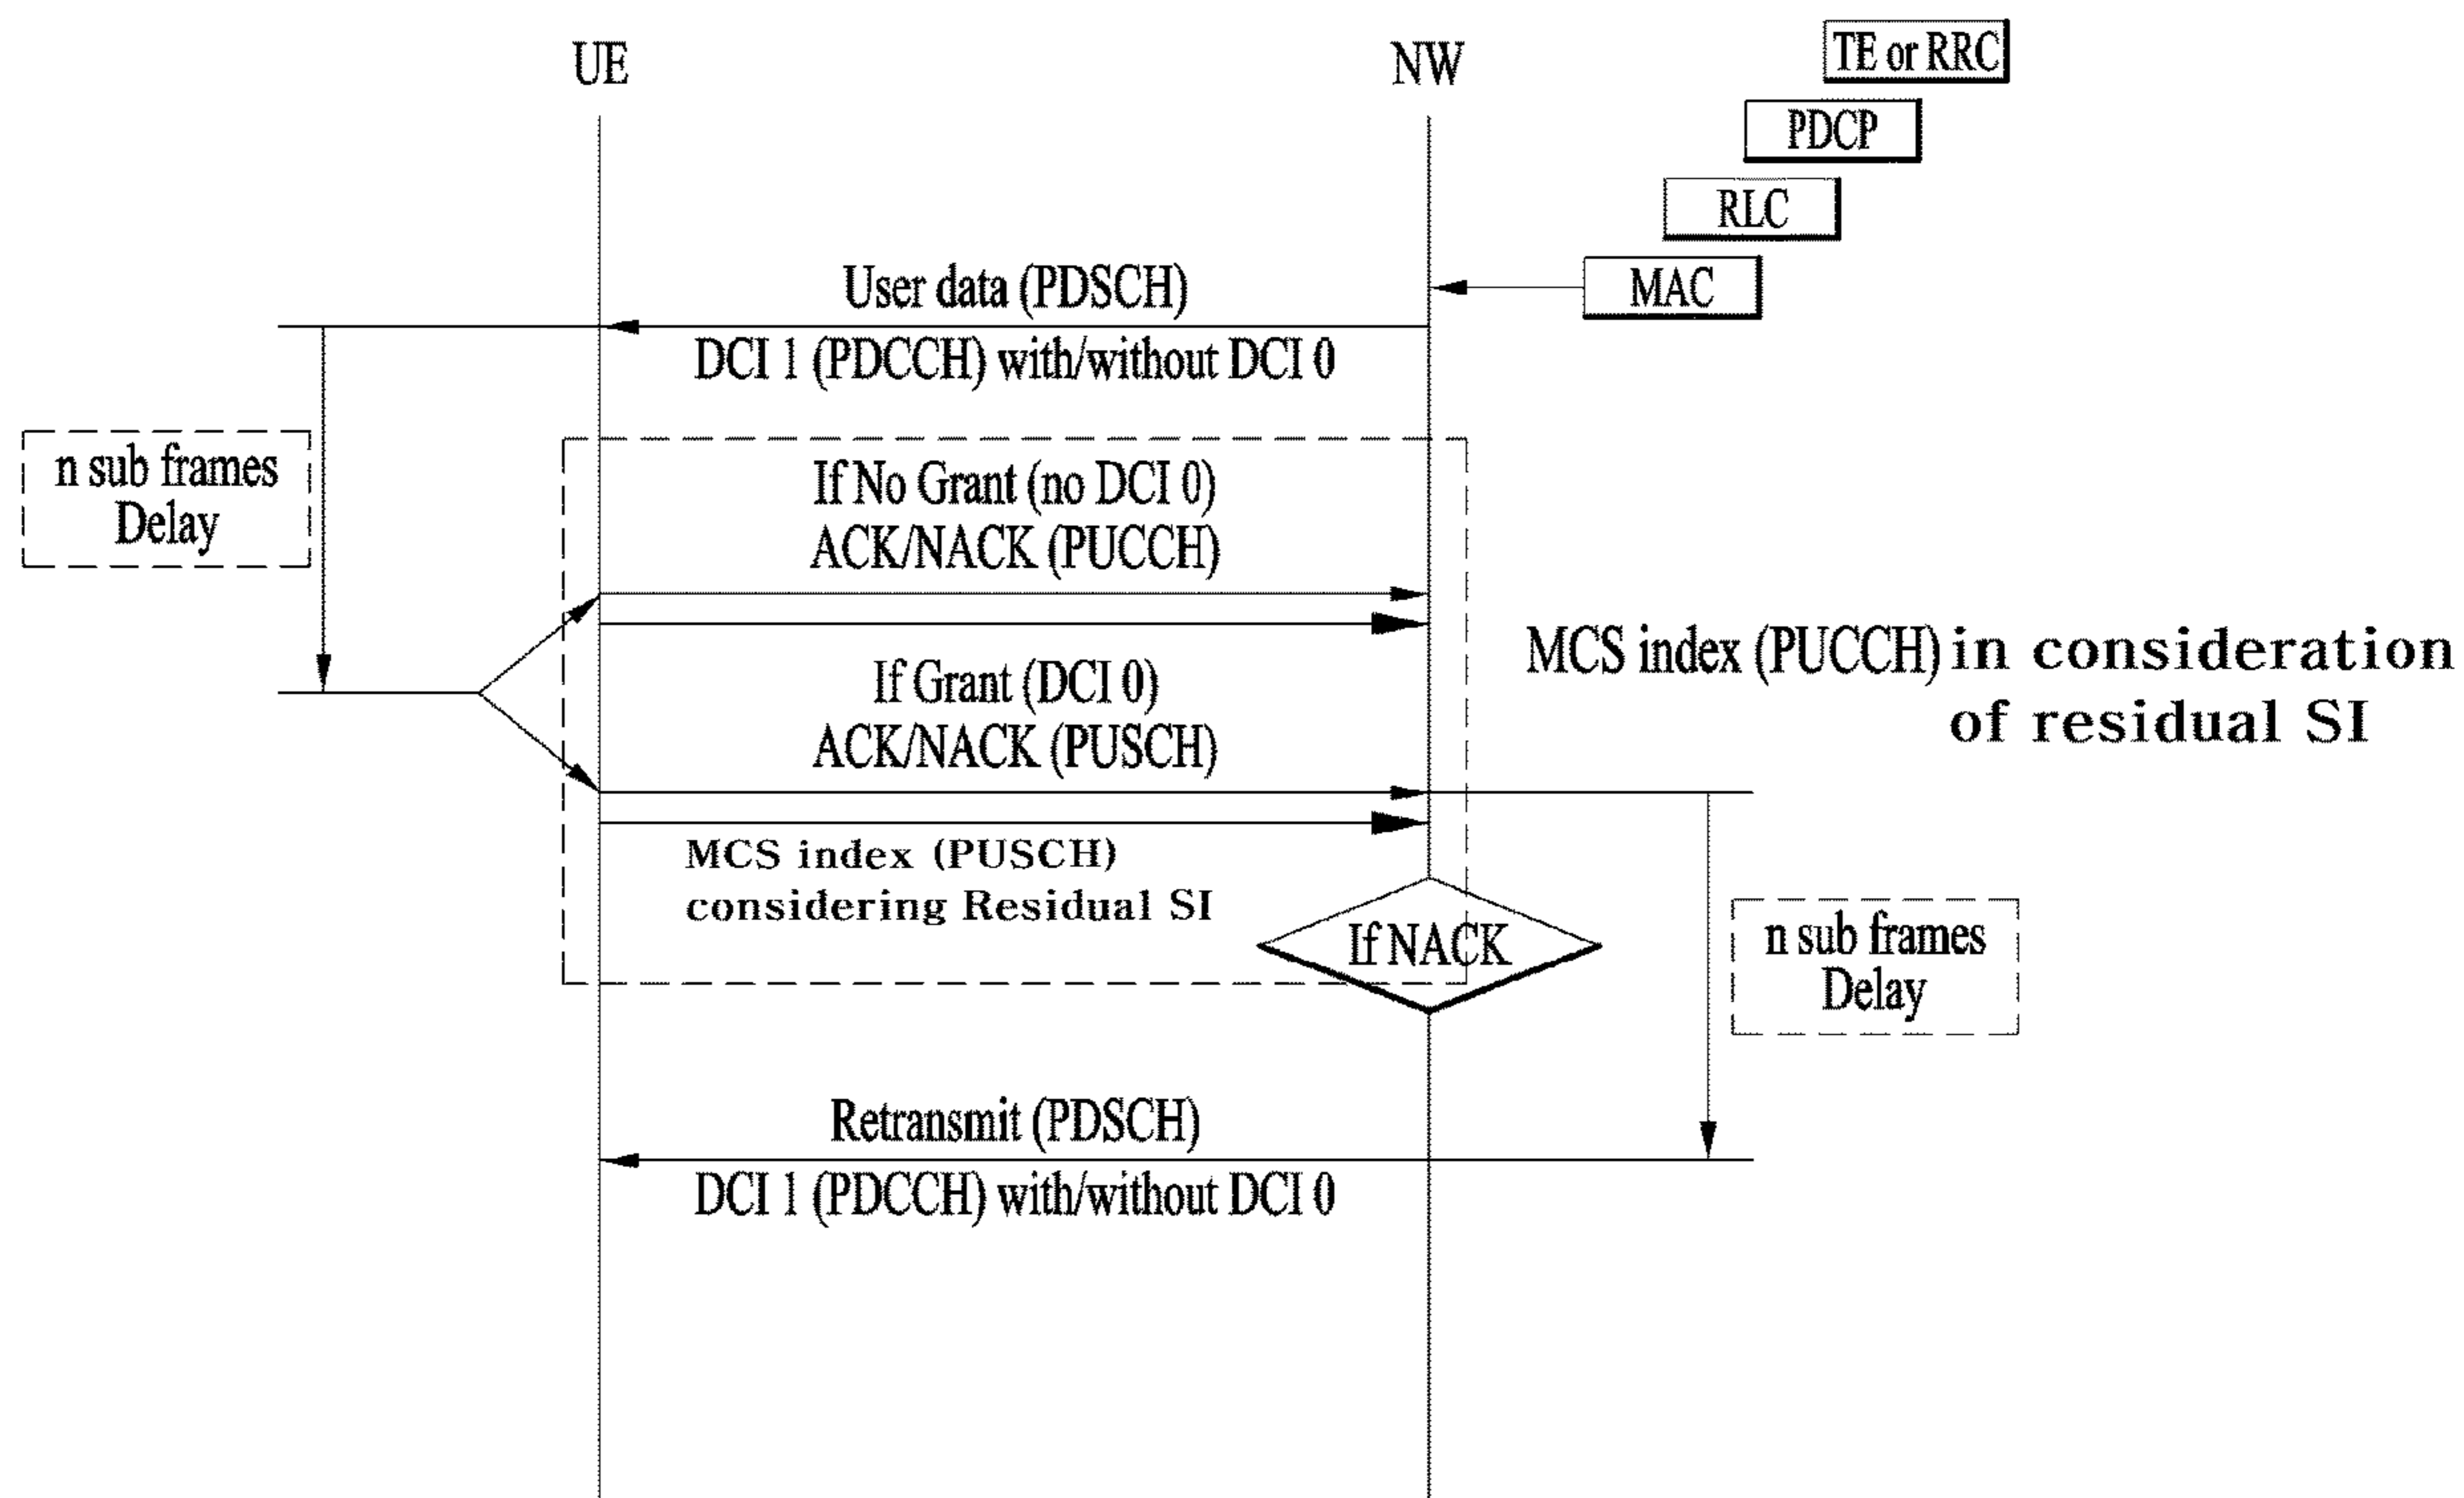 UE
NW
TE or RRC
PDCP
RLC
MAC
User data (PDSCH)
DCI 1 (PDCCH) with/without DCI 0
n sub frames
Delay
If No Grant (no DCI 0)
ACK/NACK (PUCCH)
MCS index (PUCCH) in consideration
of residual SI
If Grant (DCI 0)
ACK/NACK (PUSCH)
MCS index (PUSCH)
considering Residual SI
If NACK
n sub frames
Delay
Retransmit (PDSCH)
DCI 1 (PDCCH) with/without DCI 0